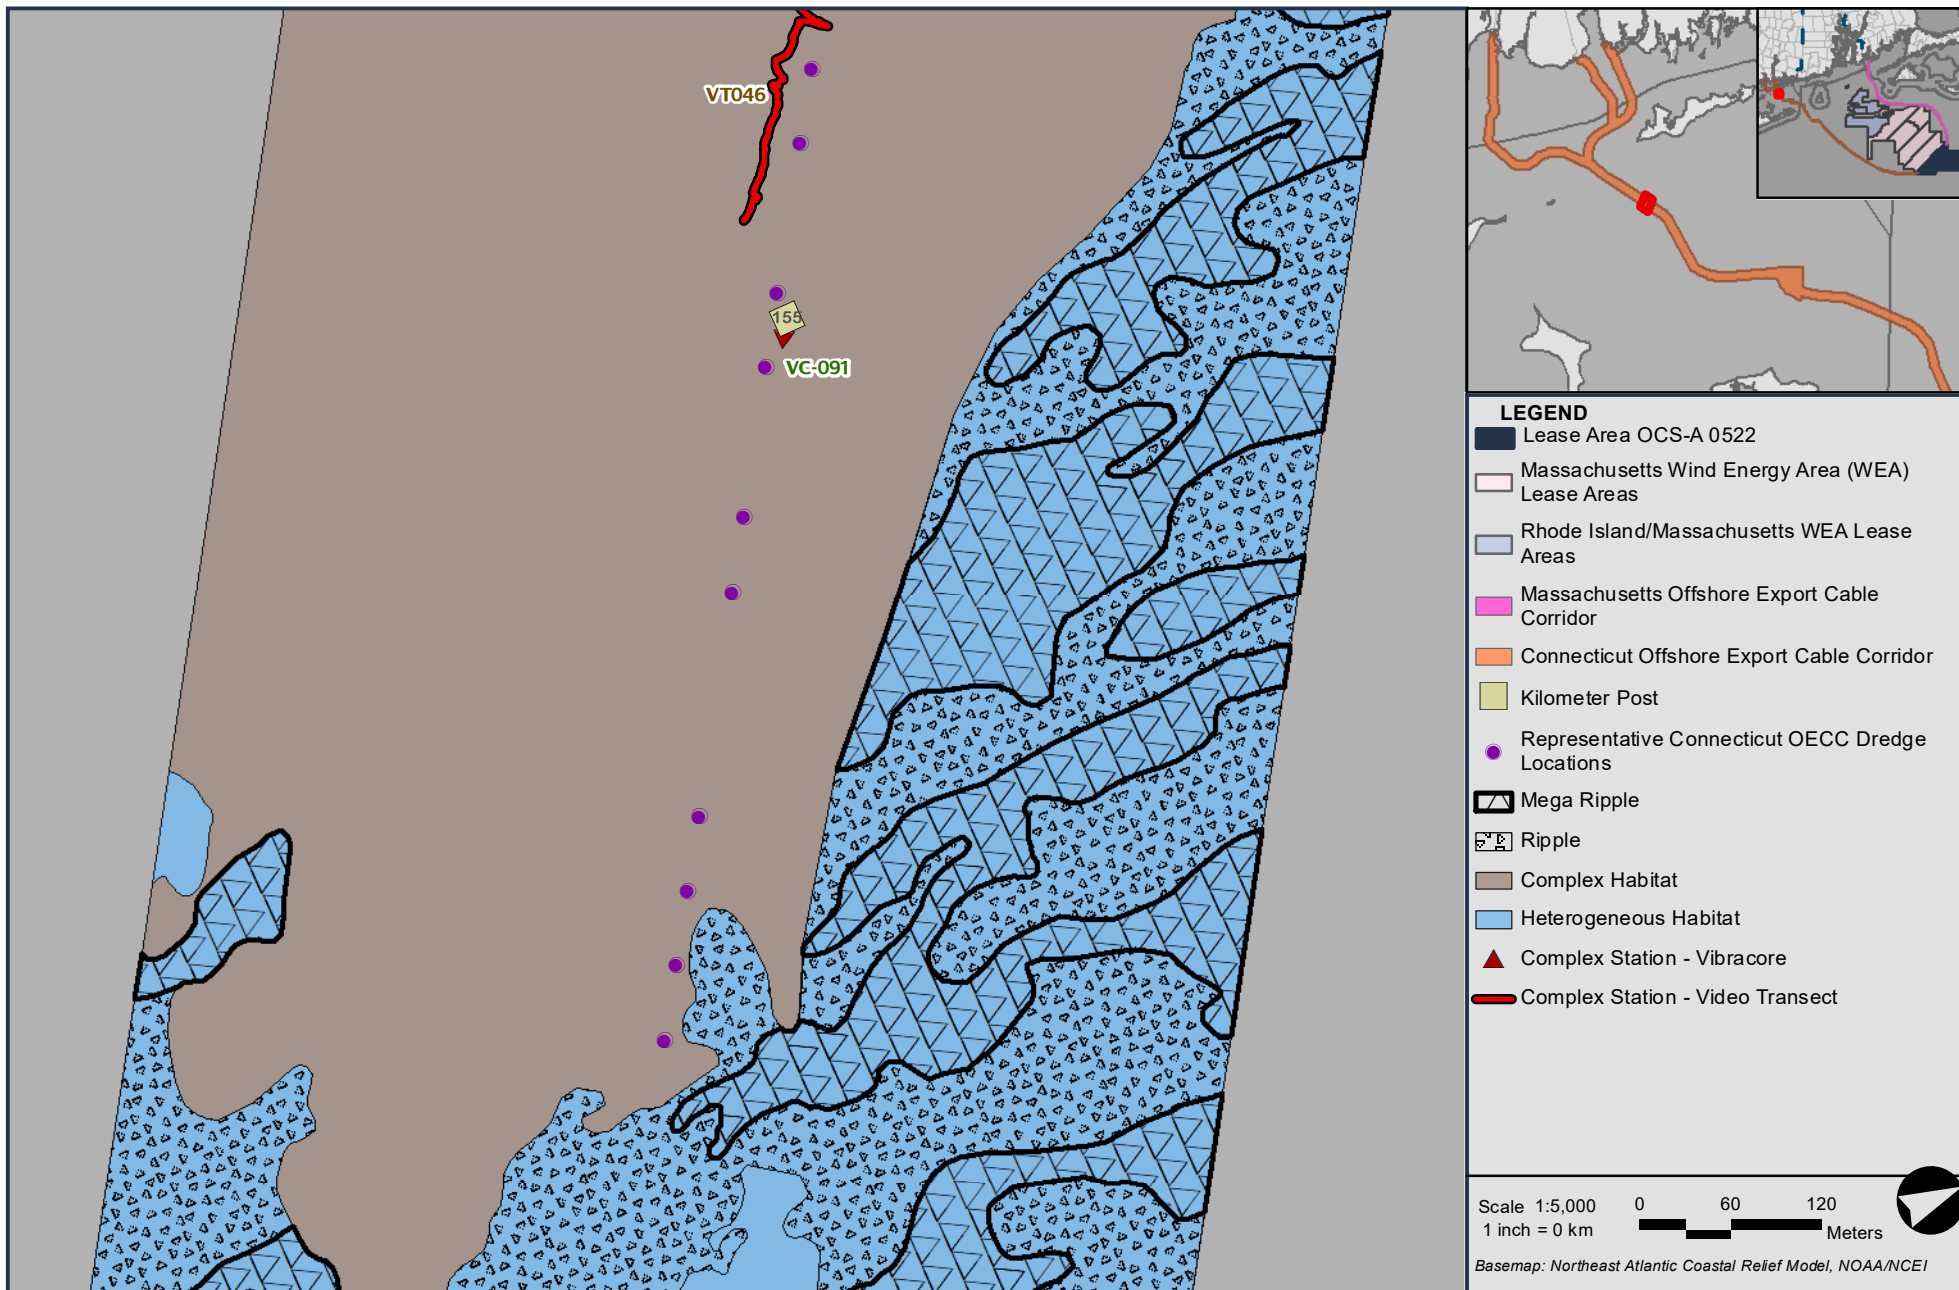 VT046
155
VC-091
LEGEND
Lease Area OCS-A 0522
Massachusetts Wind Energy Area (WEA)
Lease Areas
Rhode Island/Massachusetts WEA Lease
Areas
Massachusetts Offshore Export Cable
Corridor
Connecticut Offshore Export Cable Corridor
Kilometer Post
Representative Connecticut OECC Dredge
Locations
Mega Ripple
Ripple
Complex Habitat
Heterogeneous Habitat
Complex Station - Vibracore
Complex Station - Video Transect
Scale 1:5,000
1 inch = 0 km
0 60 120
Meters
Basemap: Northeast Atlantic Coastal Relief Model, NOAA/NCEI